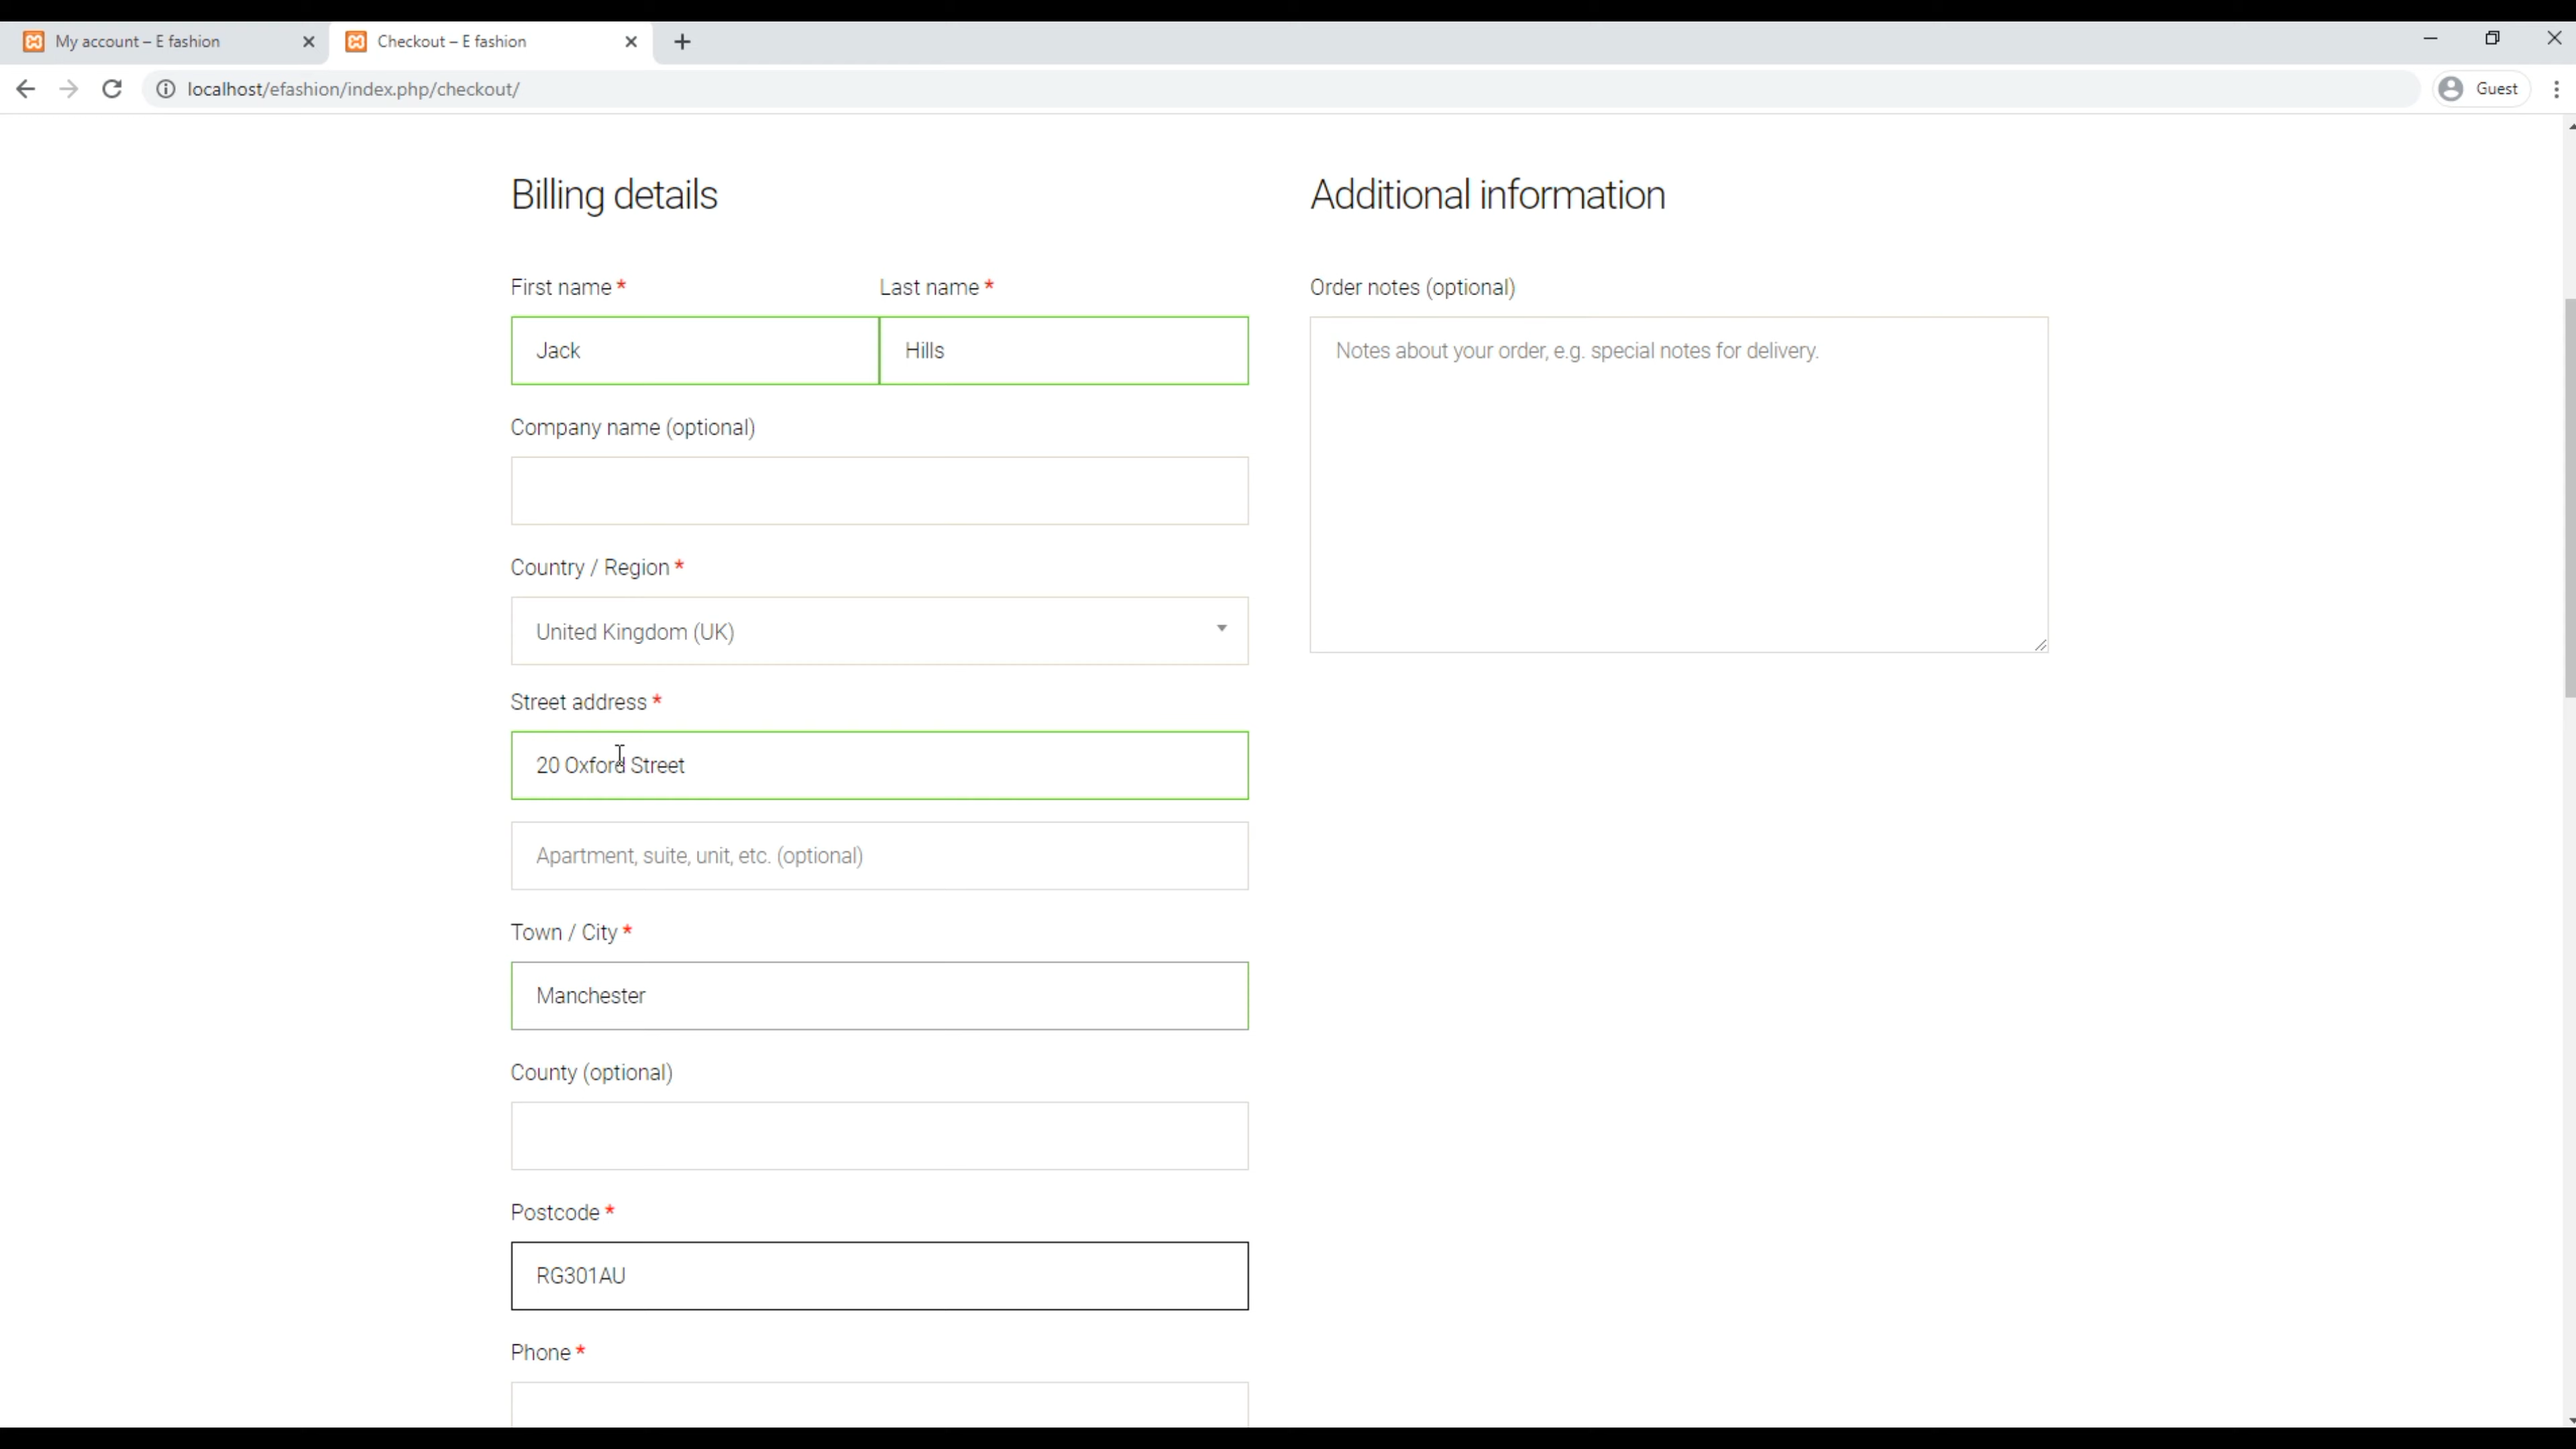 My account – E fashion
Checkout – E fashion
localhost/efashion/index.php/checkout/
Guest
Billing details
First name *
Last name *
Jack
Hills
Company name (optional)
Country / Region *
United Kingdom (UK)
Street address *
20 Oxford Street
Apartment, suite, unit, etc. (optional)
Town / City *
Manchester
County (optional)
Postcode *
RG301AU
Phone *
Additional information
Order notes (optional)
Notes about your order, e.g. special notes for delivery.